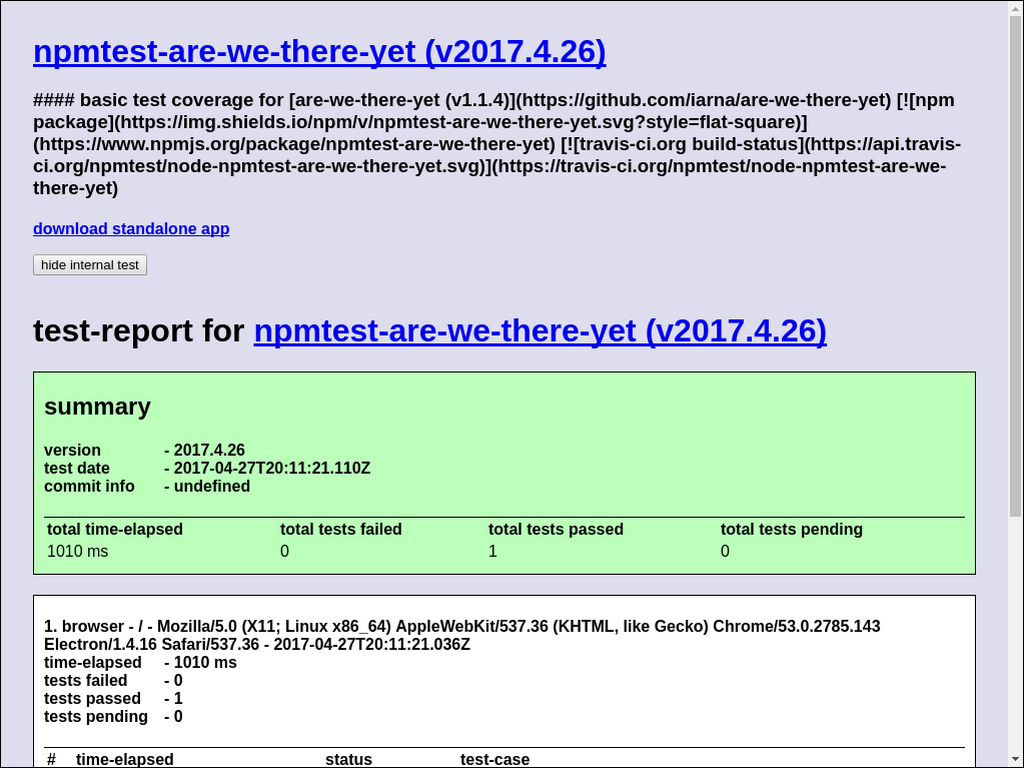 npmtest-are-we-there-yet (v2017.4.26)
#### basic test coverage for [are-we-there-yet (v1.1.4)](https://github.com/iarna/are-we-there-yet) [![npm
package](https://img.shields.io/npm/v/npmtest-are-we-there-yet.svg?style=flat-square)]
(https://www.npmjs.org/package/npmtest-are-we-there-yet) [![travis-ci.org build-status](https://api.travis-
ci.org/npmtest/node-npmtest-are-we-there-yet.svg)](https://travis-ci.org/npmtest/node-npmtest-are-we-
there-yet)
download standalone app
hide internal test
test-report for npmtest-are-we-there-yet (v2017.4.26)
summary
version - 2017.4.26
test date - 2017-04-27T20:11:21.110Z
commit info - undefined
total time-elapsed total tests failed total tests passed total tests pending
1010 ms 0 1 0
1. browser - / - Mozilla/5.0 (X11; Linux x86_64) AppleWebKit/537.36 (KHTML, like Gecko) Chrome/53.0.2785.143
Electron/1.4.16 Safari/537.36 - 2017-04-27T20:11:21.036Z
time-elapsed - 1010 ms
tests failed - 0
tests passed - 1
tests pending - 0
# time-elapsed status test-case